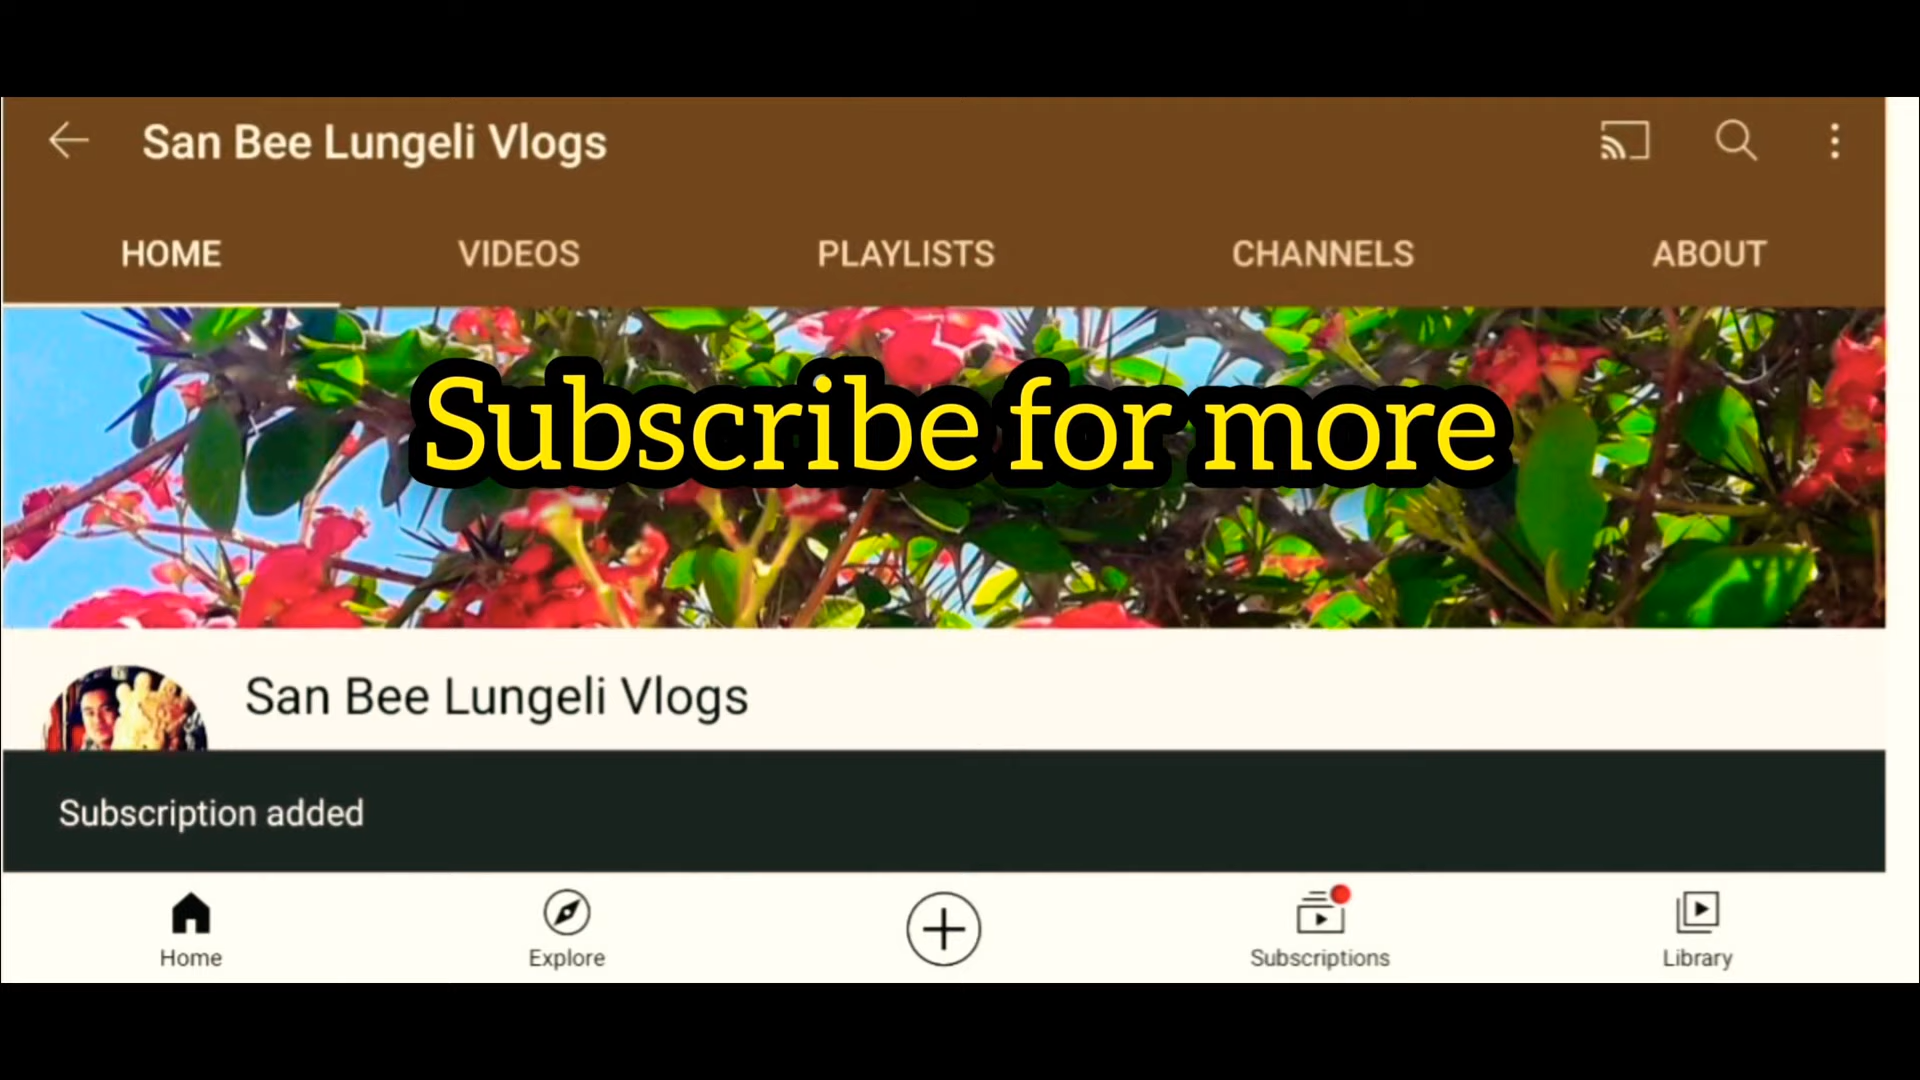 San Bee Lungeli Vlogs
HOME VIDEOS PLAYLISTS CHANNELS ABOUT
Subscribe for more
San Bee Lungeli Vlogs
Subscription added
Home Explore Subscriptions Library